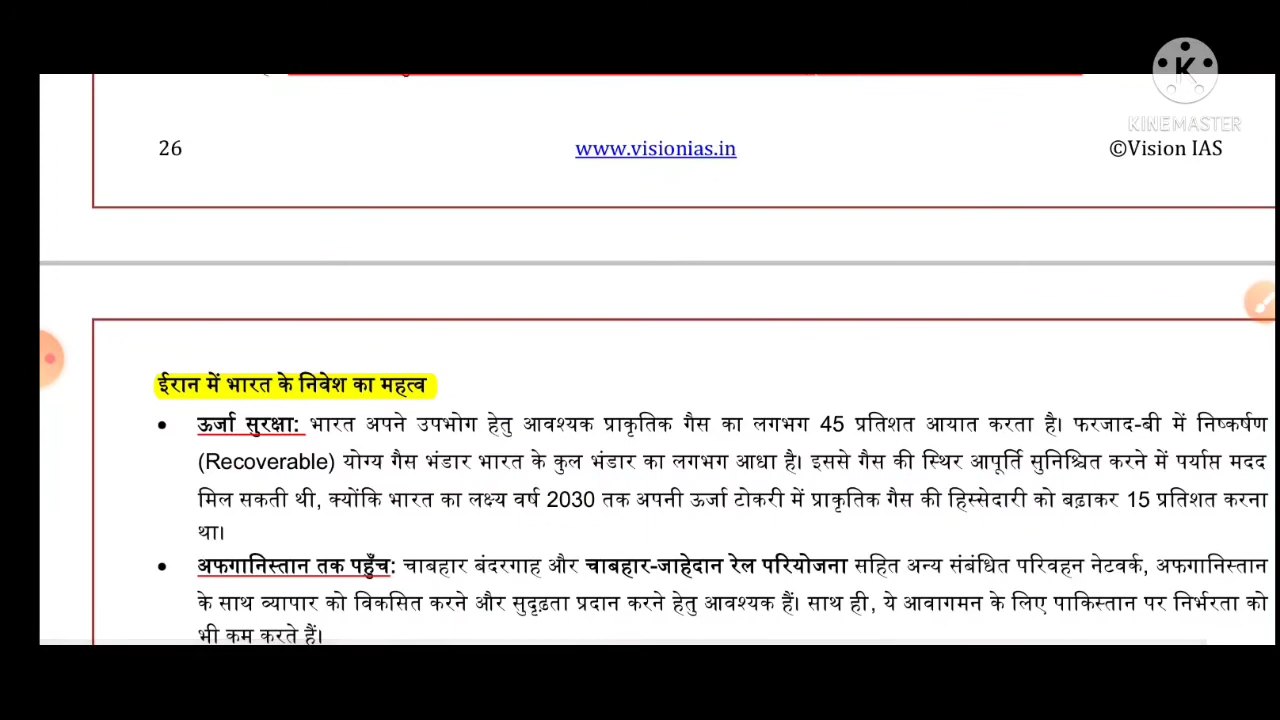 KINEMASTER
26 www.visionias.in ©Vision IAS
ईरान में भारत के निवेश का महत्व
• ऊर्जा सुरक्षा: भारत अपने उपभोग हेतु आवश्यक प्राकृतिक गैस का लगभग 45 प्रतिशत आयात करता है। फरजाद-बी में निष्कर्षण
(Recoverable) योग्य गैस भंडार भारत के कुल भंडार का लगभग आधा है। इससे गैस की स्थिर आपूर्ति सुनिश्चित करने में पर्याप्त मदद
मिल सकती थी, क्योंकि भारत का लक्ष्य वर्ष 2030 तक अपनी ऊर्जा टोकरी में प्राकृतिक गैस की हिस्सेदारी को बढ़ाकर 15 प्रतिशत करना
था।
• अफगानिस्तान तक पहुँच: चाबहार बंदरगाह और चाबहार-जाहेदान रेल परियोजना सहित अन्य संबंधित परिवहन नेटवर्क, अफगानिस्तान
के साथ व्यापार को विकसित करने और सुदृढ़ता प्रदान करने हेतु आवश्यक हैं। साथ ही, ये आवागमन के लिए पाकिस्तान पर निर्भरता को
भी कम करते हैं।